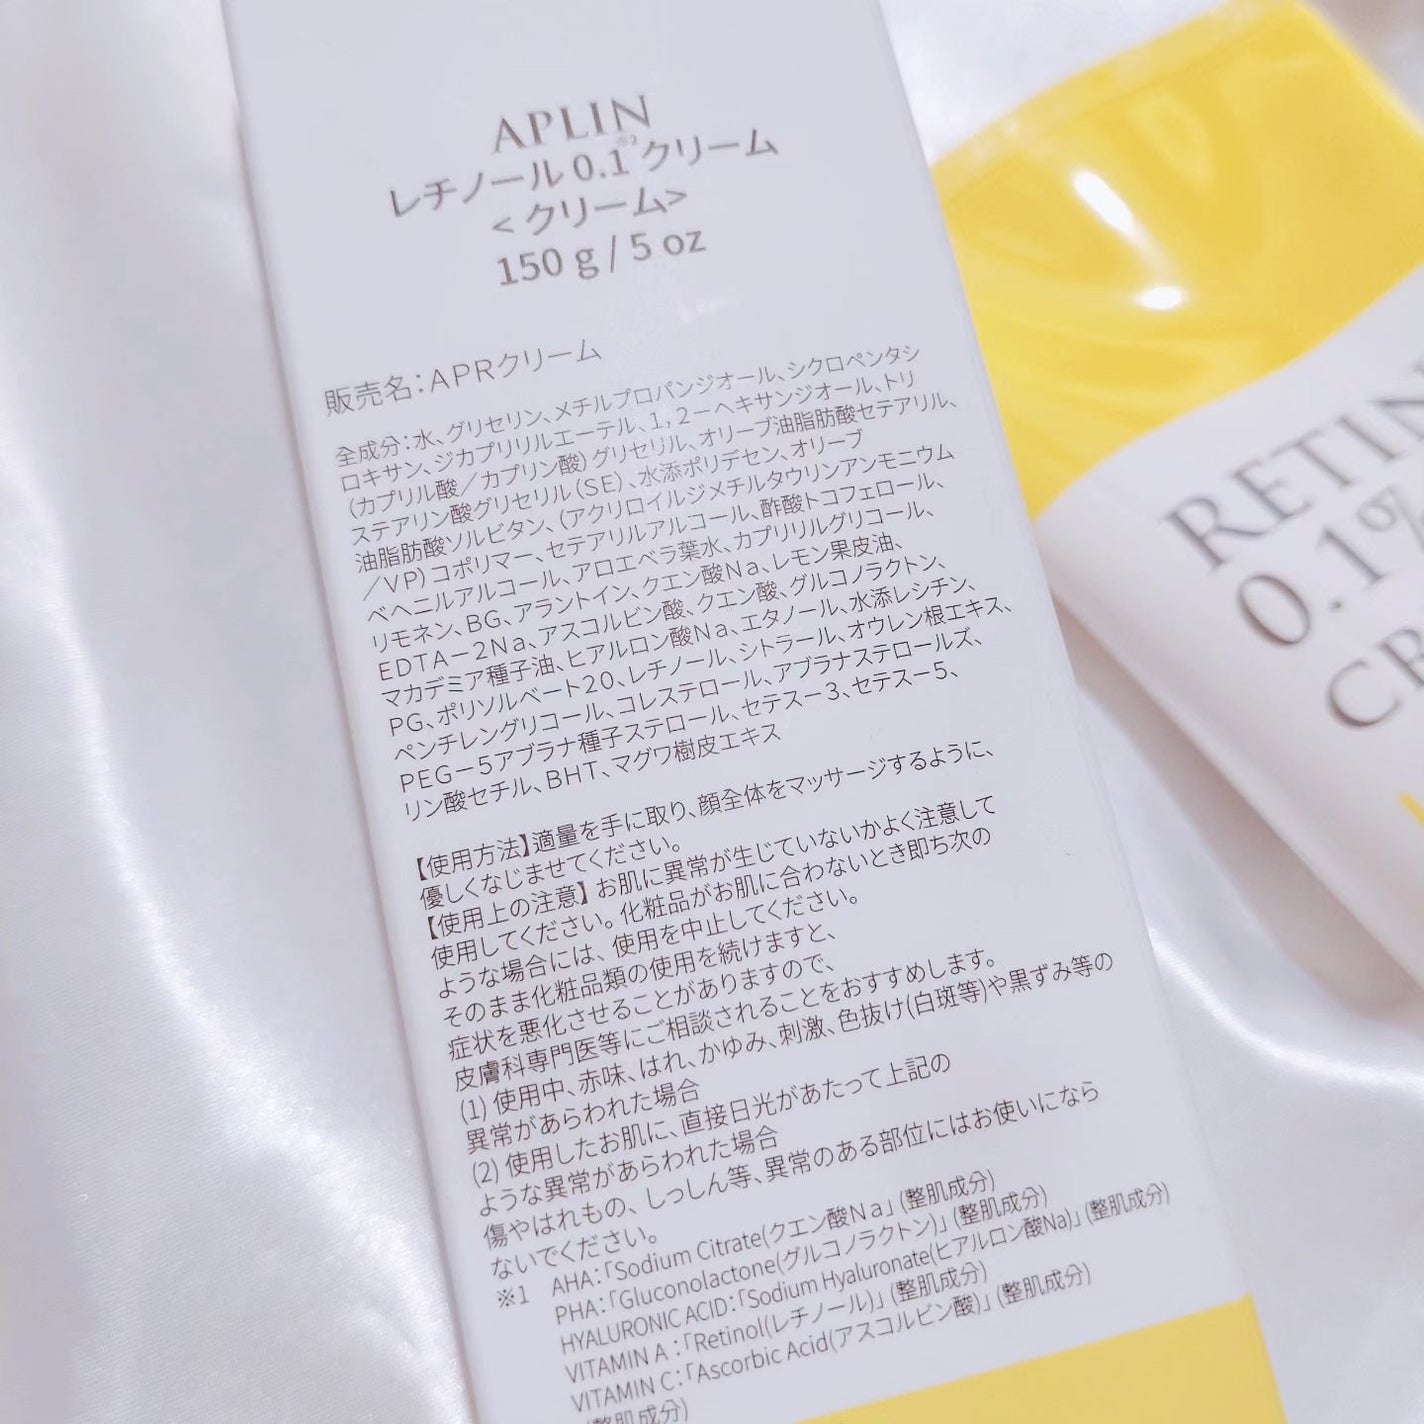 APLIN
レチノール 0.1※2クリーム
< クリーム>
150 g / 5 oz
販売名：APRクリーム
全成分：水、グリセリン、メチルプロパンジオール、シクロペンタシ
ロキサン、ジカプリリルエーテル、1，2－ヘキサンジオール、トリ
（カプリル酸／カプリン酸）グリセリル、オリーブ油脂肪酸セテアリル、
ステアリン酸グリセリル（SE）、水添ポリデセン、オリーブ
油脂肪酸ソルビタン、（アクリロイルジメチルタウリンアンモニウム
／VP）コポリマー、セテアリルアルコール、酢酸トコフェロール、
ベヘニルアルコール、アロエベラ葉水、カプリリルグリコール、
リモネン、BG、アラントイン、クエン酸Na、レモン果皮油、
EDTA－2Na、アスコルビン酸、クエン酸、グルコノラクトン、
マカデミア種子油、ヒアルロン酸Na、エタノール、水添レシチン、
PG、ポリソルベート20、レチノール、シトラール、オウレン根エキス、
ペンチレングリコール、コレステロール、アブラナステロールズ、
PEG－5アブラナ種子ステロール、セテス－3、セテス－5、
リン酸セチル、BHT、マグワ樹皮エキス
【使用方法】適量を手に取り、顔全体をマッサージするように、
優しくなじませてください。
【使用上の注意】お肌に異常が生じていないかよく注意して
使用してください。化粧品がお肌に合わないとき即ち次の
ような場合には、使用を中止してください。
そのまま化粧品類の使用を続けますと、
症状を悪化させることがありますので、
皮膚科専門医等にご相談されることをおすすめします。
(1) 使用中、赤味、はれ、かゆみ、刺激、色抜け(白斑等)や黒ずみ等の
異常があらわれた場合
(2) 使用したお肌に、直接日光があたって上記の
ような異常があらわれた場合
傷やはれもの、しっしん等、異常のある部位にはお使いになら
ないでください。
※1 AHA：「Sodium Citrate(クエン酸Na」(整肌成分)
PHA：「Gluconolactone(グルコノラクトン)」(整肌成分)
HYALURONIC ACID：「Sodium Hyaluronate(ヒアルロン酸Na)」(整肌成分)
VITAMIN A：「Retinol(レチノール)」(整肌成分)
VITAMIN C：「Ascorbic Acid(アスコルビン酸)」(整肌成分)
(整肌成分)
RETIN
0.1%
CR